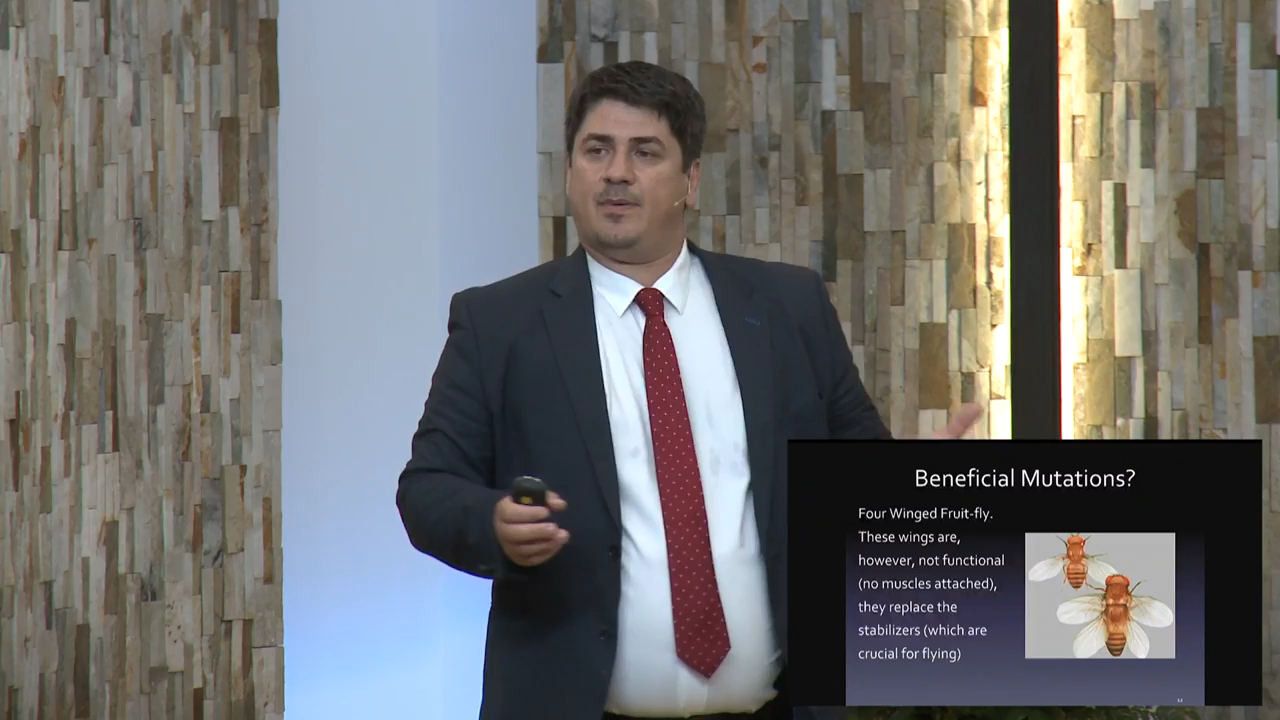 Beneficial Mutations?
Four Winged Fruit-fly.
These wings are,
however, not functional
(no muscles attached),
they replace the
stabilizers (which are
crucial for flying)